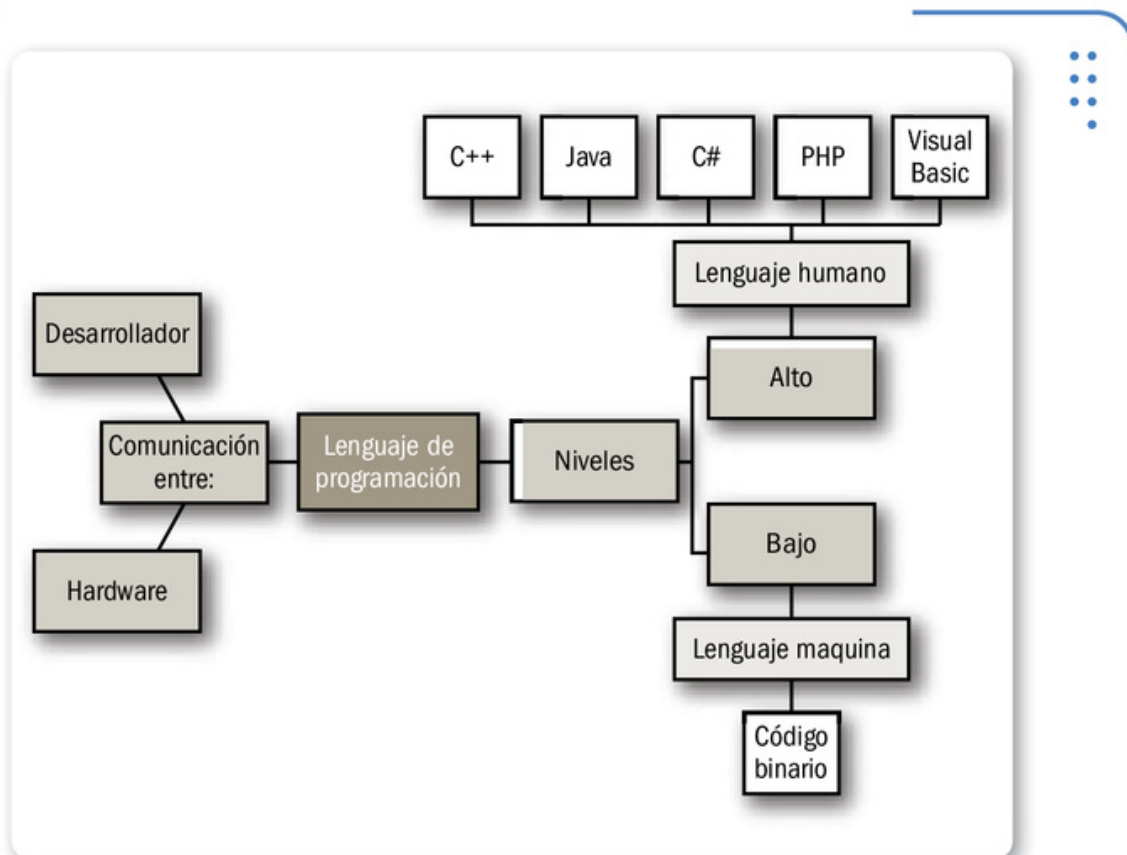 C++
Java
C#
PHP
Visual
Basic
Lenguaje humano
Desarrollador
Alto
Comunicación
entre:
Lenguaje de
programación
Niveles
Bajo
Hardware
Lenguaje maquina
Código
binario